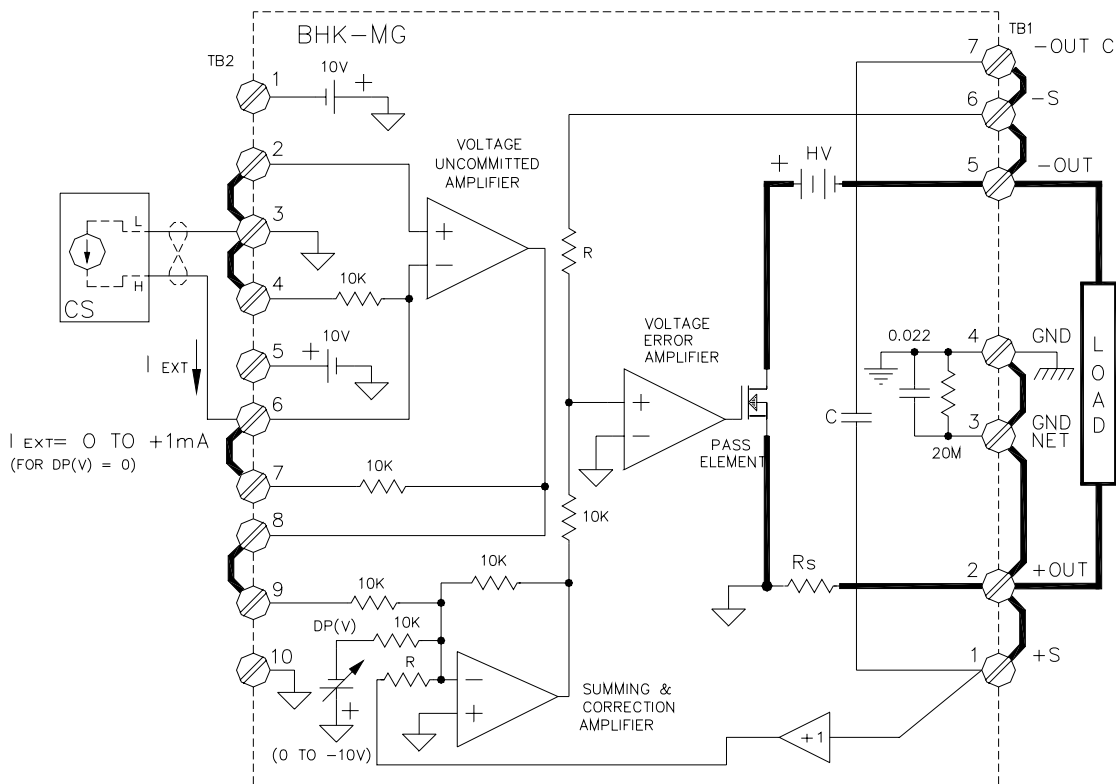 BHK-MG
TB2
TB1
1
10V
+
7
-OUT C
6
-S
2
VOLTAGE
UNCOMMITTED
AMPLIFIER
+
HV
5
-OUT
3
+
L
R
4
10K
-
H
CS
VOLTAGE
ERROR
AMPLIFIER
0.022
4
GND
LOAD
5
10V
+
I EXT
6
+
C
3
GND
NET
I EXT= 0 TO +1mA
(FOR DP(V) = 0)
-
PASS
ELEMENT
20M
7
10K
8
10K
10K
Rs
2
+OUT
9
10K
DP(V)
10K
10
R
1
+S
-
SUMMING &
CORRECTION
AMPLIFIER
+
+
+1
(0 TO -10V)